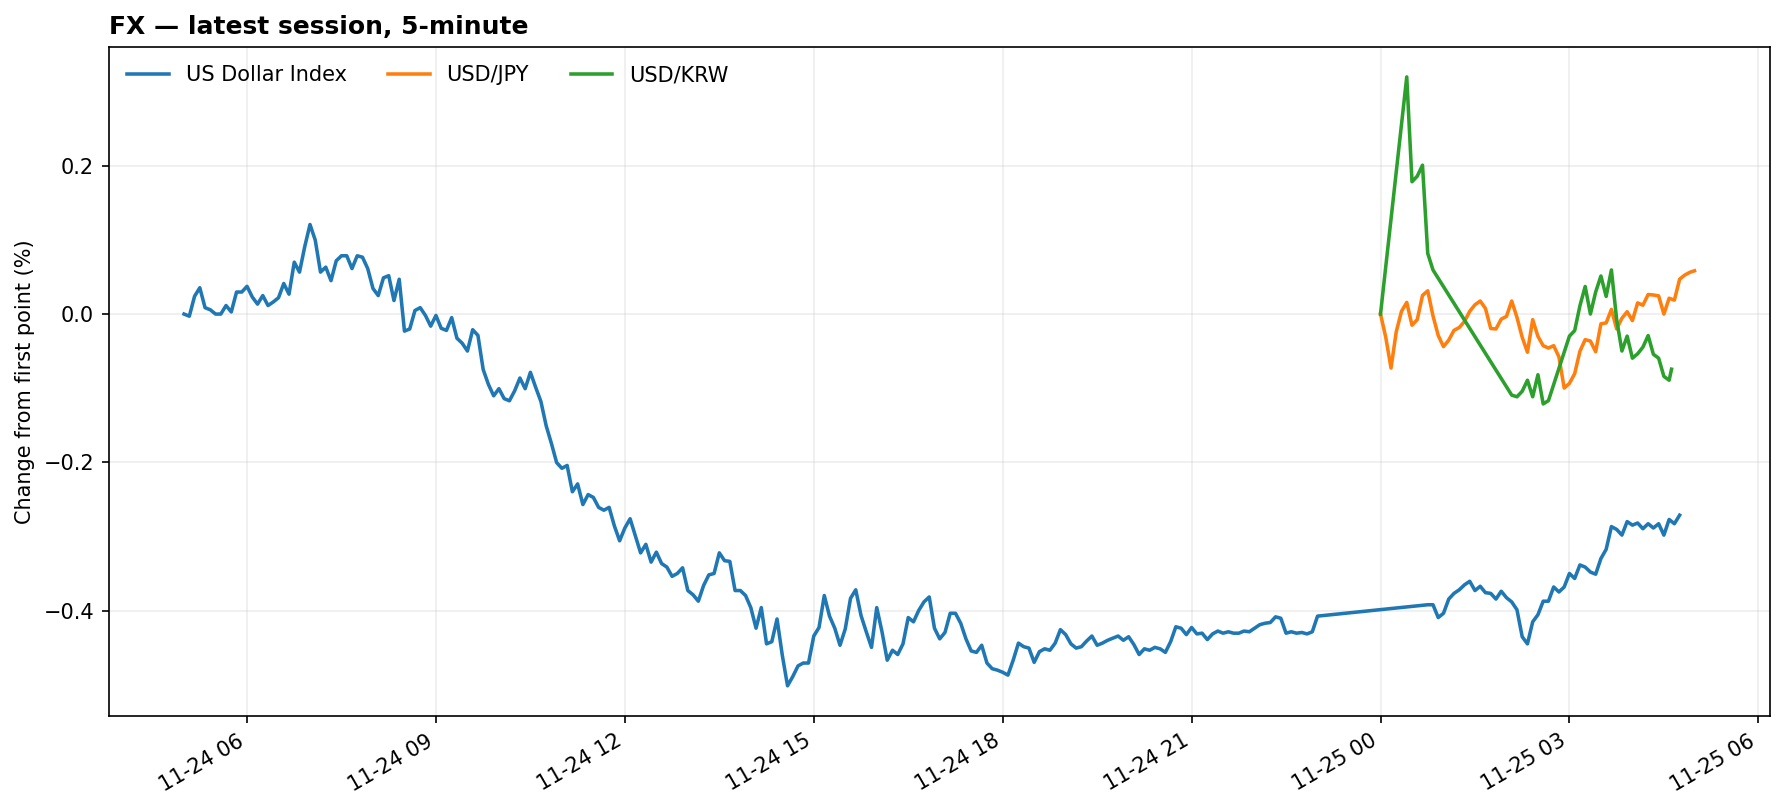 FX — latest session, 5-minute
US Dollar Index
USD/JPY
USD/KRW
Change from first point (%)
0.2
0.0
−0.2
−0.4
11-24 06
11-24 09
11-24 12
11-24 15
11-24 18
11-24 21
11-25 00
11-25 03
11-25 06